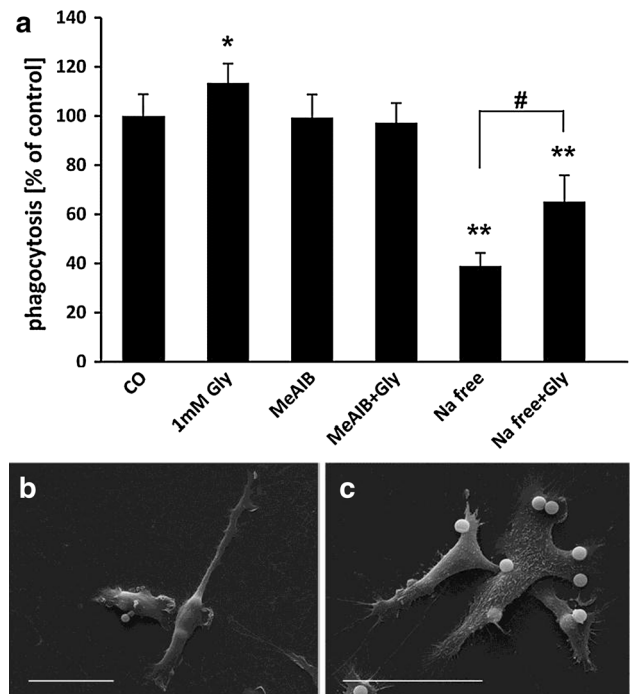 a
phagocytosis [% of control]
140
120
100
80
60
40
20
0
*
**
#
**
CO
1mM Gly
MeAIB
MeAIB+Gly
Na free
Na free+Gly
b
c